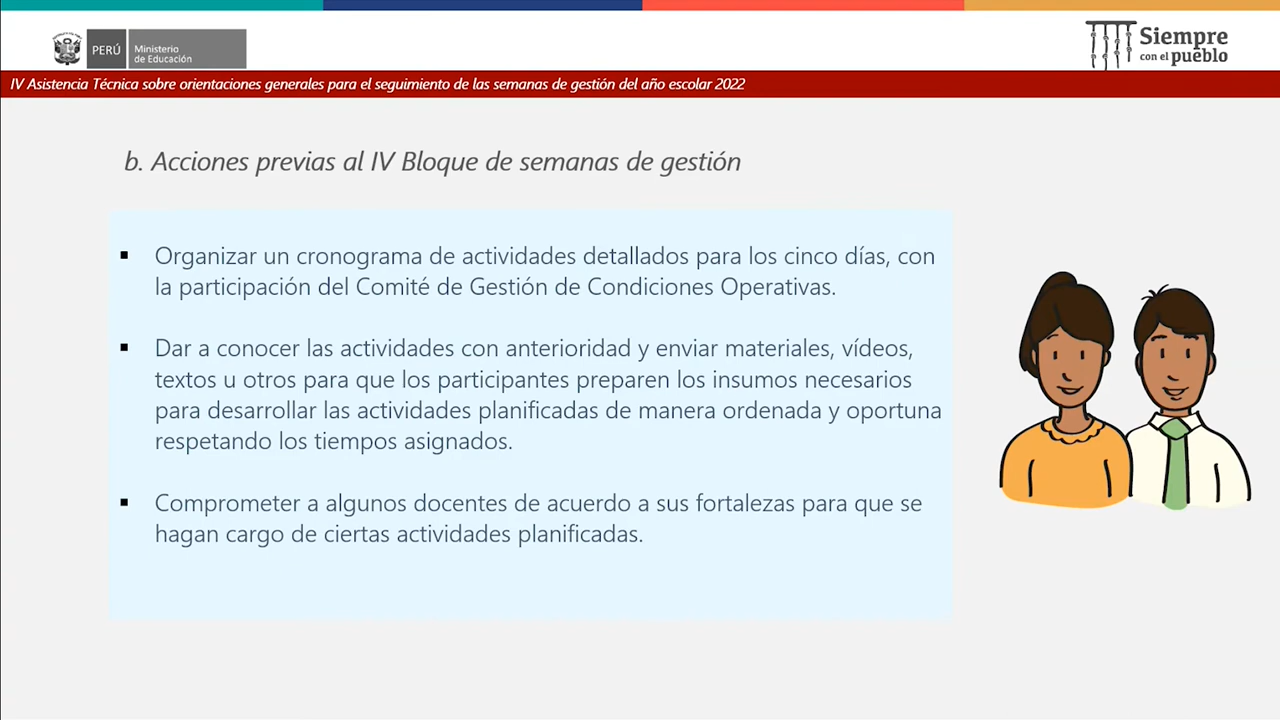 PERÚ
Ministerio
de Educación
Siempre
con el pueblo
IV Asistencia Técnica sobre orientaciones generales para el seguimiento de las semanas de gestión del año escolar 2022
b. Acciones previas al IV Bloque de semanas de gestión
▪ Organizar un cronograma de actividades detallados para los cinco días, con
la participación del Comité de Gestión de Condiciones Operativas.
▪ Dar a conocer las actividades con anterioridad y enviar materiales, vídeos,
textos u otros para que los participantes preparen los insumos necesarios
para desarrollar las actividades planificadas de manera ordenada y oportuna
respetando los tiempos asignados.
▪ Comprometer a algunos docentes de acuerdo a sus fortalezas para que se
hagan cargo de ciertas actividades planificadas.